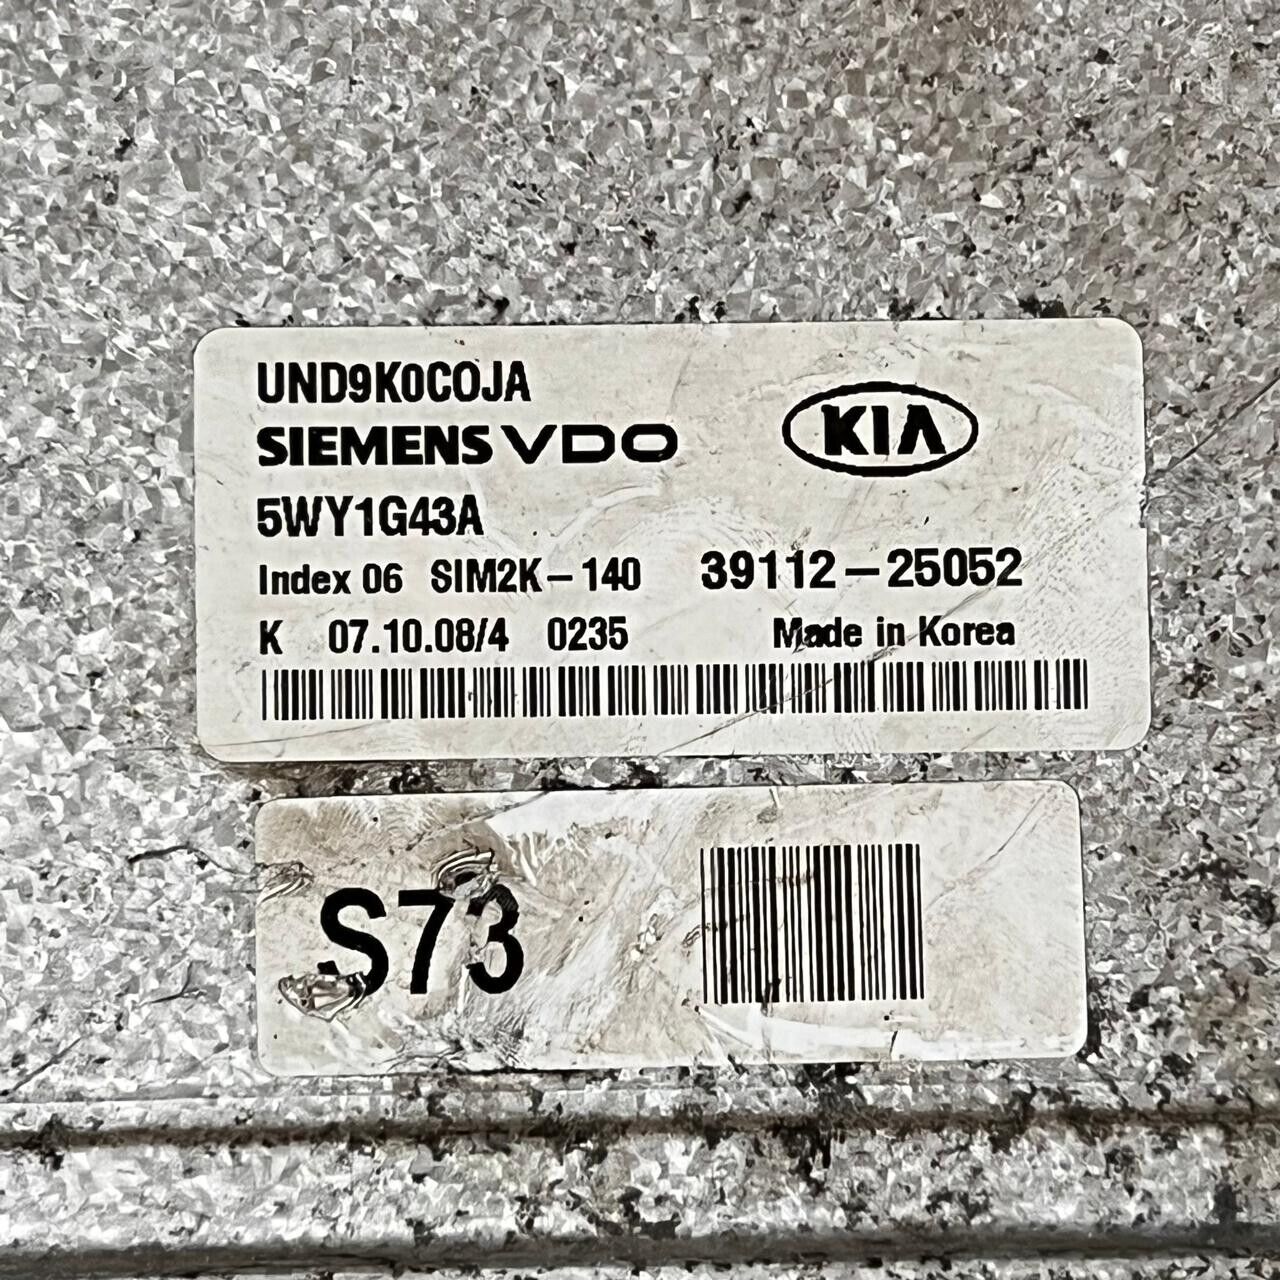 UND9K0C0JA
SIEMENS VDO
KIA
5WY1G43A
Index 06 SIM2K-140 39112-25052
K 07.10.08/4 0235 Made in Korea
S73